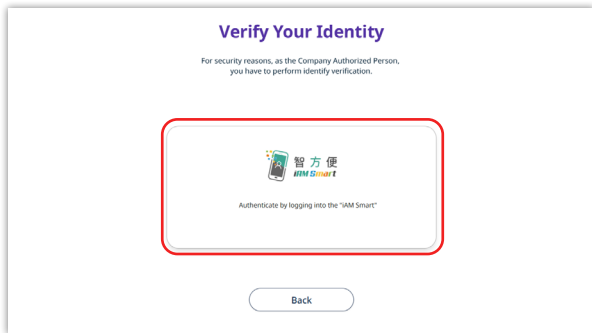 Verify Your Identity
For security reasons, as the Company Authorized Person,
you have to perform identify verification.
智方便
iAM Smart
Authenticate by logging into the "iAM Smart"
Back